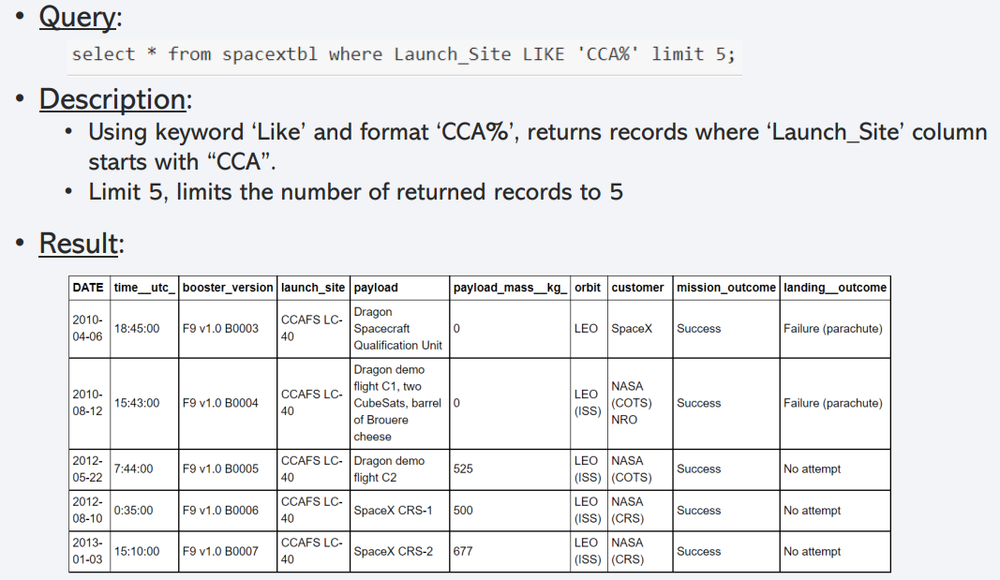 • Query:
select * from spacextbl where Launch_Site LIKE 'CCA%' limit 5;
• Description:
• Using keyword ‘Like’ and format ‘CCA%’, returns records where ‘Launch_Site’ column
starts with “CCA”.
• Limit 5, limits the number of returned records to 5
• Result:
DATE time__utc_ booster_version launch_site payload payload_mass__kg_ orbit customer mission_outcome landing__outcome
2010-04-06 18:45:00 F9 v1.0 B0003 CCAFS LC-40 Dragon Spacecraft Qualification Unit 0 LEO SpaceX Success Failure (parachute)
2010-08-12 15:43:00 F9 v1.0 B0004 CCAFS LC-40 Dragon demo flight C1, two CubeSats, barrel of Brouere cheese 0 LEO (ISS) NASA (COTS) NRO Success Failure (parachute)
2012-05-22 7:44:00 F9 v1.0 B0005 CCAFS LC-40 Dragon demo flight C2 525 LEO (ISS) NASA (COTS) Success No attempt
2012-08-10 0:35:00 F9 v1.0 B0006 CCAFS LC-40 SpaceX CRS-1 500 LEO (ISS) NASA (CRS) Success No attempt
2013-01-03 15:10:00 F9 v1.0 B0007 CCAFS LC-40 SpaceX CRS-2 677 LEO (ISS) NASA (CRS) Success No attempt